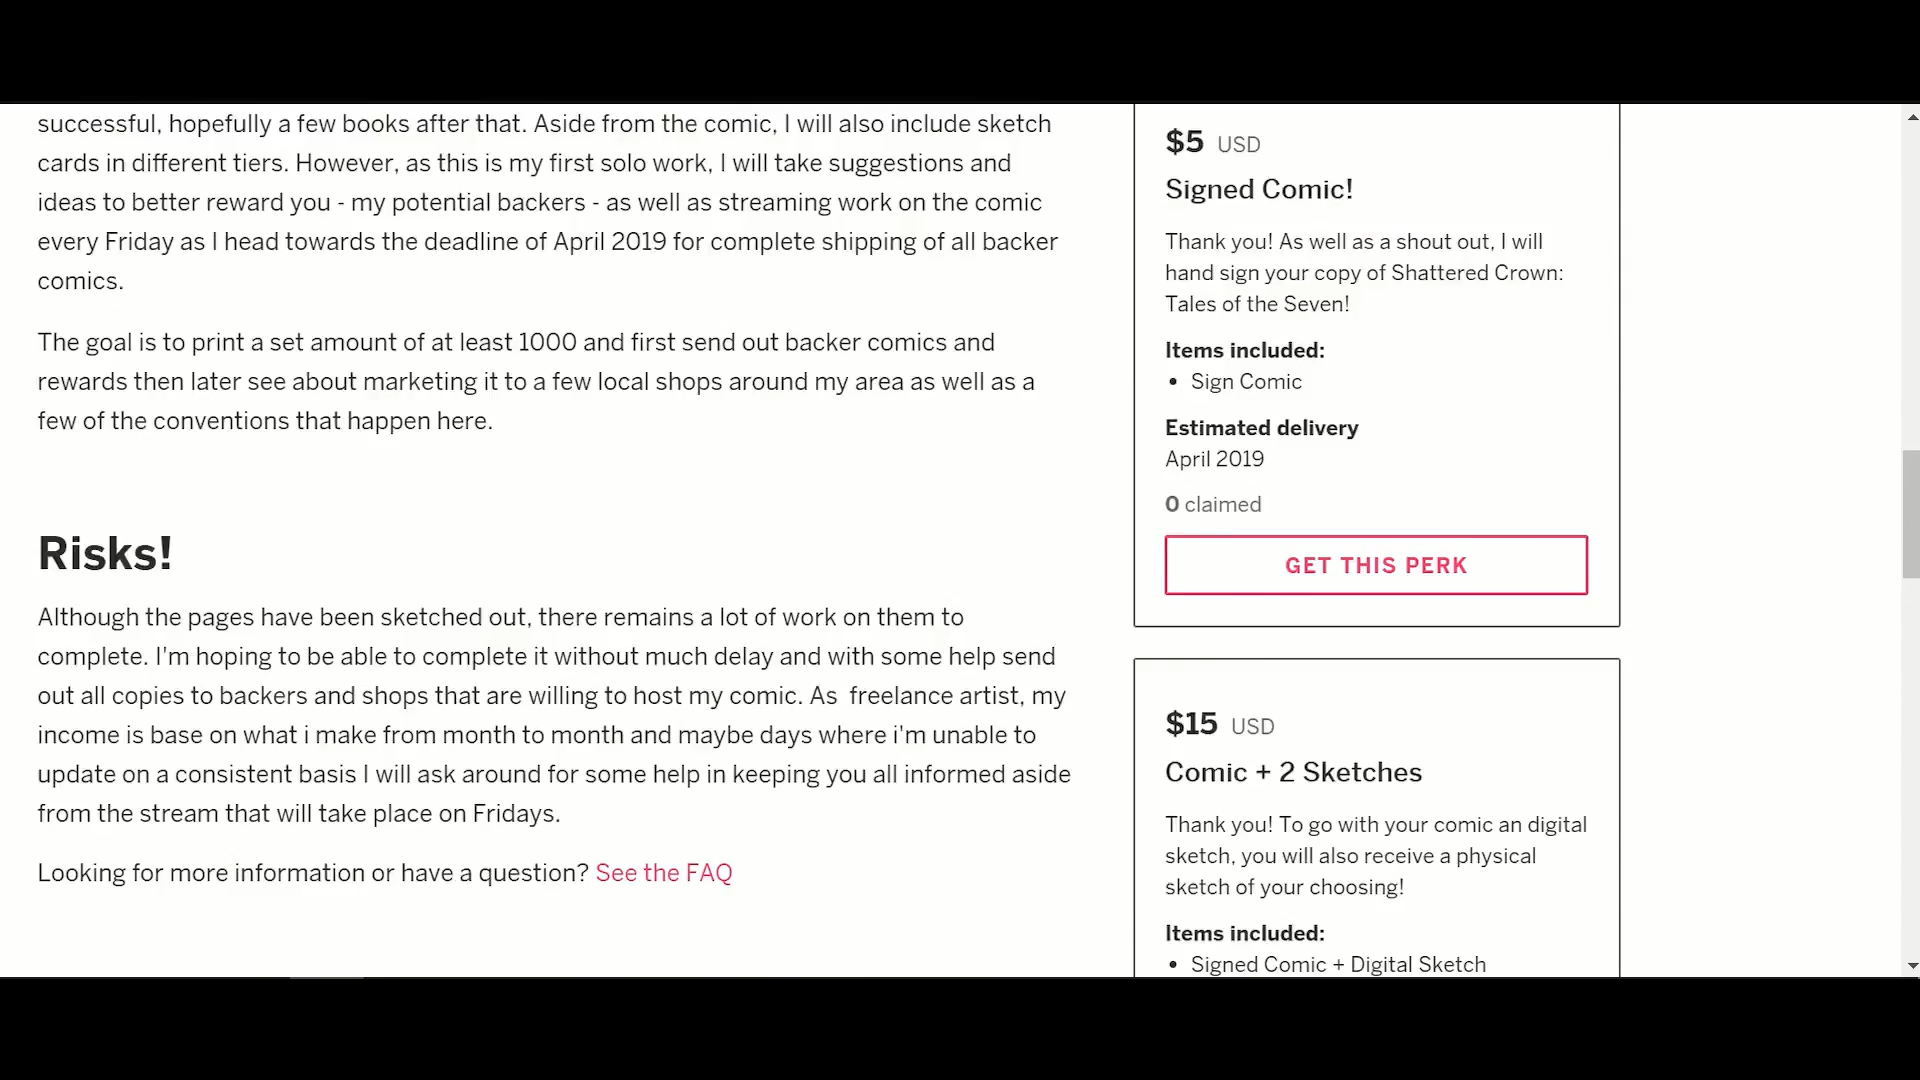 successful, hopefully a few books after that. Aside from the comic, I will also include sketch
cards in different tiers. However, as this is my first solo work, I will take suggestions and
ideas to better reward you - my potential backers - as well as streaming work on the comic
every Friday as I head towards the deadline of April 2019 for complete shipping of all backer
comics.
The goal is to print a set amount of at least 1000 and first send out backer comics and
rewards then later see about marketing it to a few local shops around my area as well as a
few of the conventions that happen here.
Risks!
Although the pages have been sketched out, there remains a lot of work on them to
complete. I'm hoping to be able to complete it without much delay and with some help send
out all copies to backers and shops that are willing to host my comic. As  freelance artist, my
income is base on what i make from month to month and maybe days where i'm unable to
update on a consistent basis I will ask around for some help in keeping you all informed aside
from the stream that will take place on Fridays.
Looking for more information or have a question? See the FAQ
$5 USD
Signed Comic!
Thank you! As well as a shout out, I will
hand sign your copy of Shattered Crown:
Tales of the Seven!
Items included:
• Sign Comic
Estimated delivery
April 2019
0 claimed
GET THIS PERK
$15 USD
Comic + 2 Sketches
Thank you! To go with your comic an digital
sketch, you will also receive a physical
sketch of your choosing!
Items included:
• Signed Comic + Digital Sketch